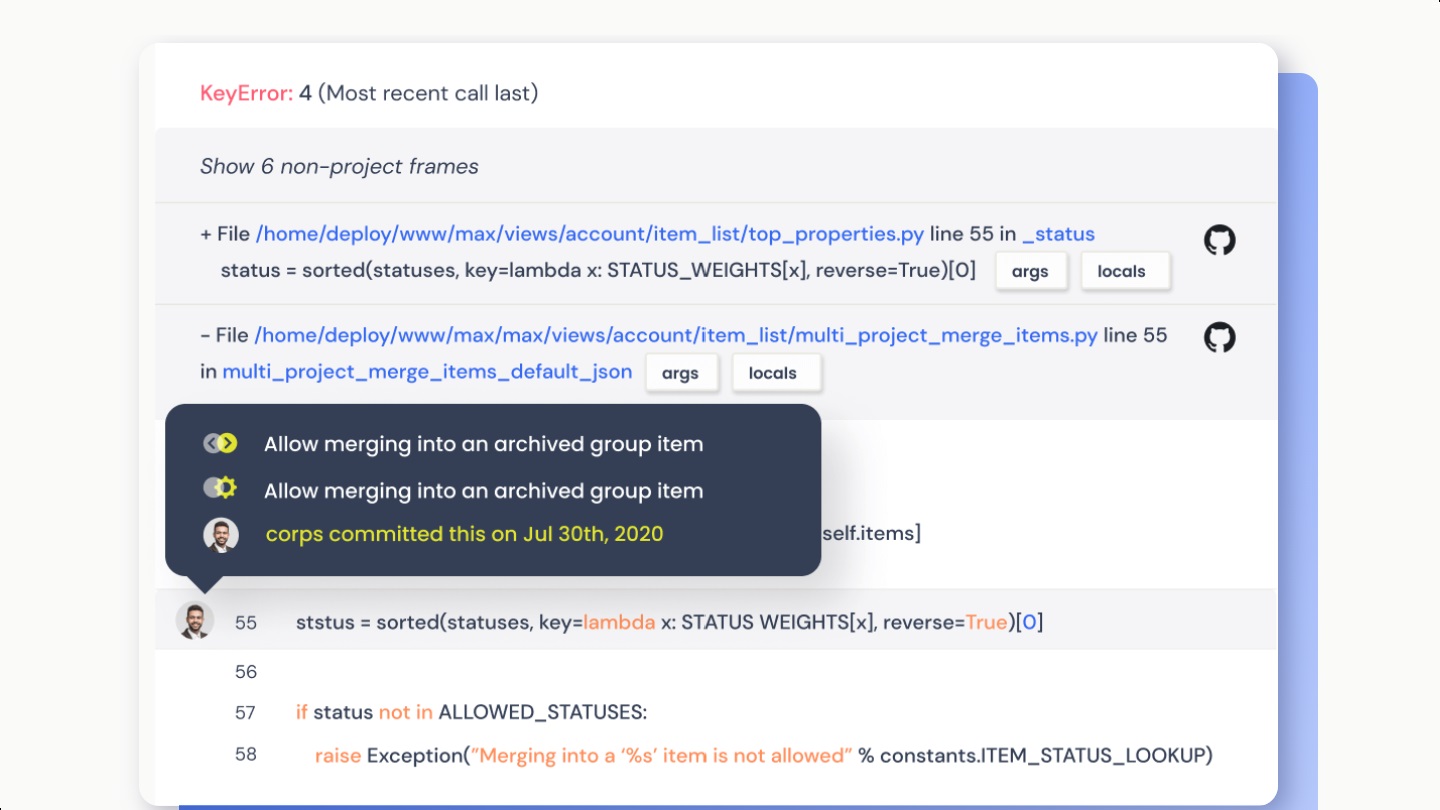 KeyError: 4 (Most recent call last)
Show 6 non-project frames
+ File /home/deploy/www/max/views/account/item_list/top_properties.py line 55 in _status
status = sorted(statuses, key=lambda x: STATUS_WEIGHTS[x], reverse=True)[0] args locals
- File /home/deploy/www/max/max/views/account/item_list/multi_project_merge_items.py line 55
in multi_project_merge_items_default_json args locals
Allow merging into an archived group item
Allow merging into an archived group item
corps committed this on Jul 30th, 2020
self.items]
55 ststus = sorted(statuses, key=lambda x: STATUS WEIGHTS[x], reverse=True)[0]
56
57 if status not in ALLOWED_STATUSES:
58 raise Exception(”Merging into a ‘%s’ item is not allowed” % constants.ITEM_STATUS_LOOKUP)